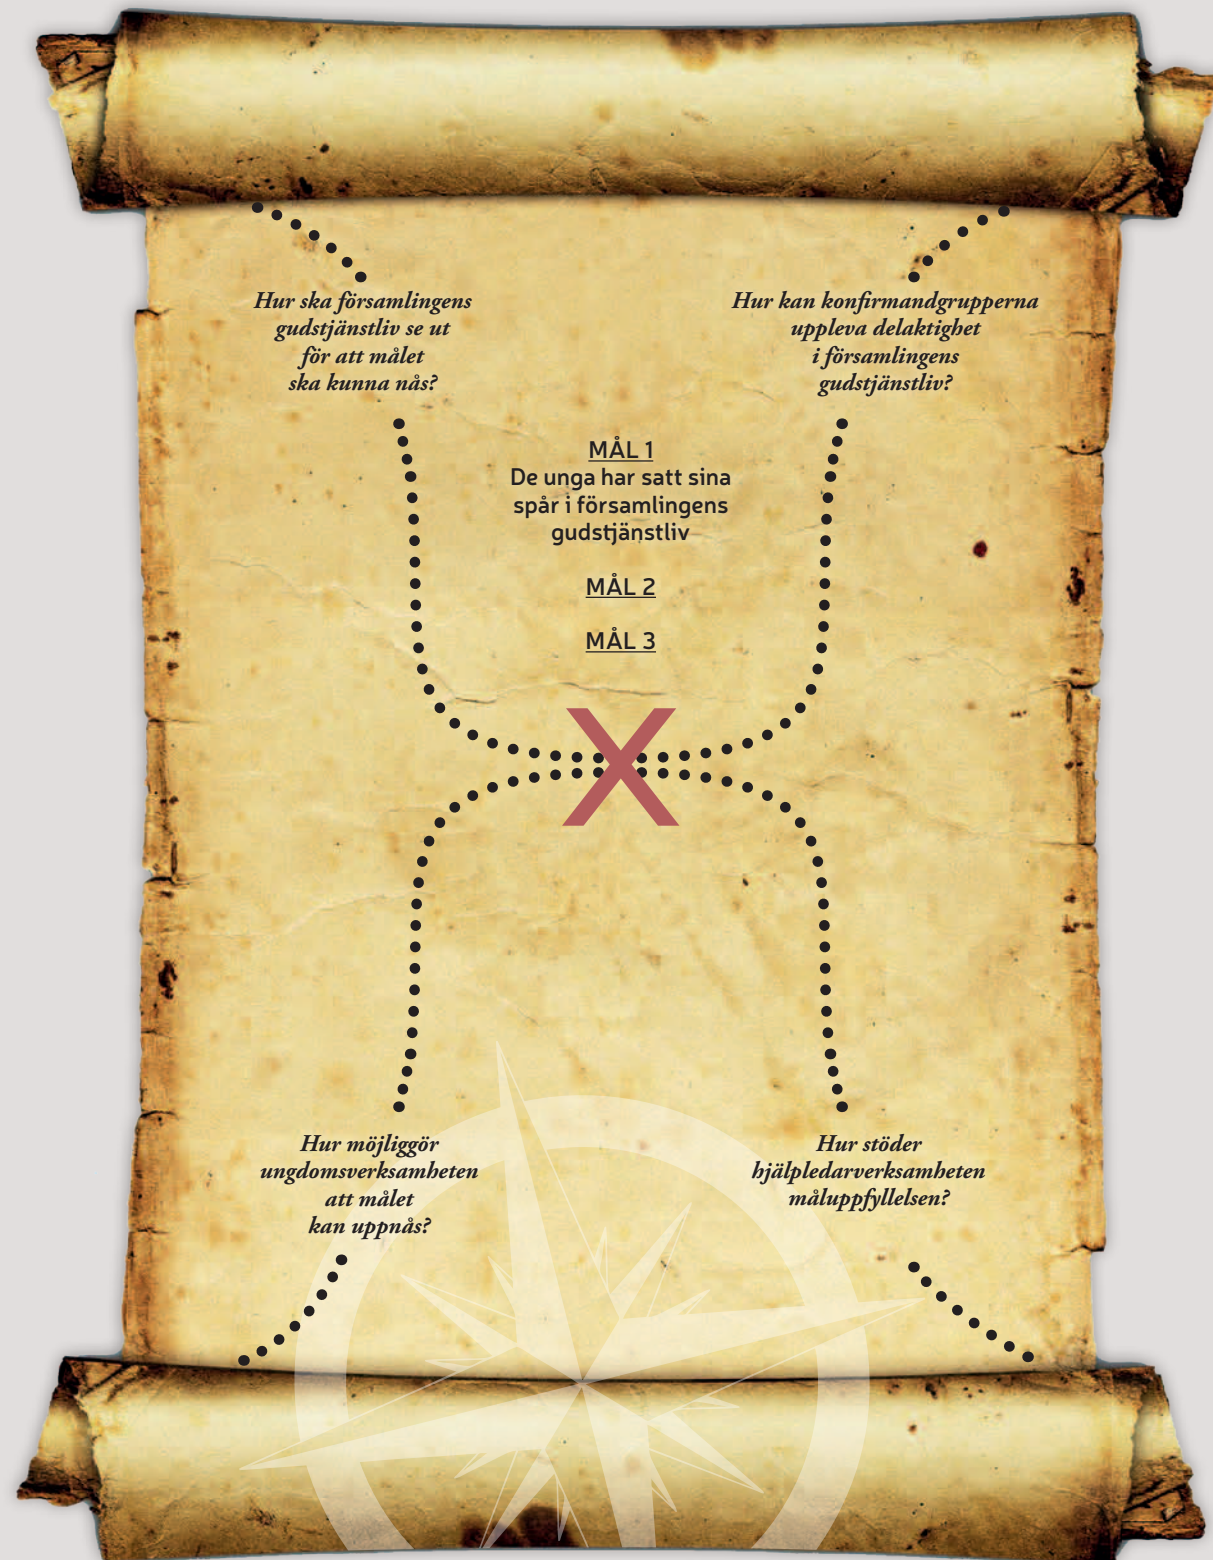 Hur ska församlingens
gudstjänstliv se ut
för att målet
ska kunna nås?
Hur kan konfirmandgrupperna
uppleva delaktighet
i församlingens
gudstjänstliv?
MÅL 1
De unga har satt sina
spår i församlingens
gudstjänstliv
MÅL 2
MÅL 3
X
Hur möjliggör
ungdomsverksamheten
att målet
kan uppnås?
Hur stöder
hjälpledarverksamheten
måluppfyllelsen?